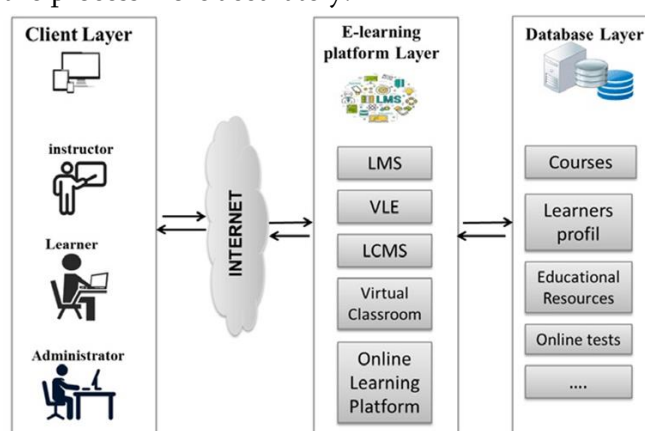 Client Layer
instructor
Learner
Administrator
INTERNET
E-learning
platform Layer
LMS
LMS
VLE
LCMS
Virtual
Classroom
Online
Learning
Platform
Database Layer
Courses
Learners
profil
Educational
Resources
Online tests
....